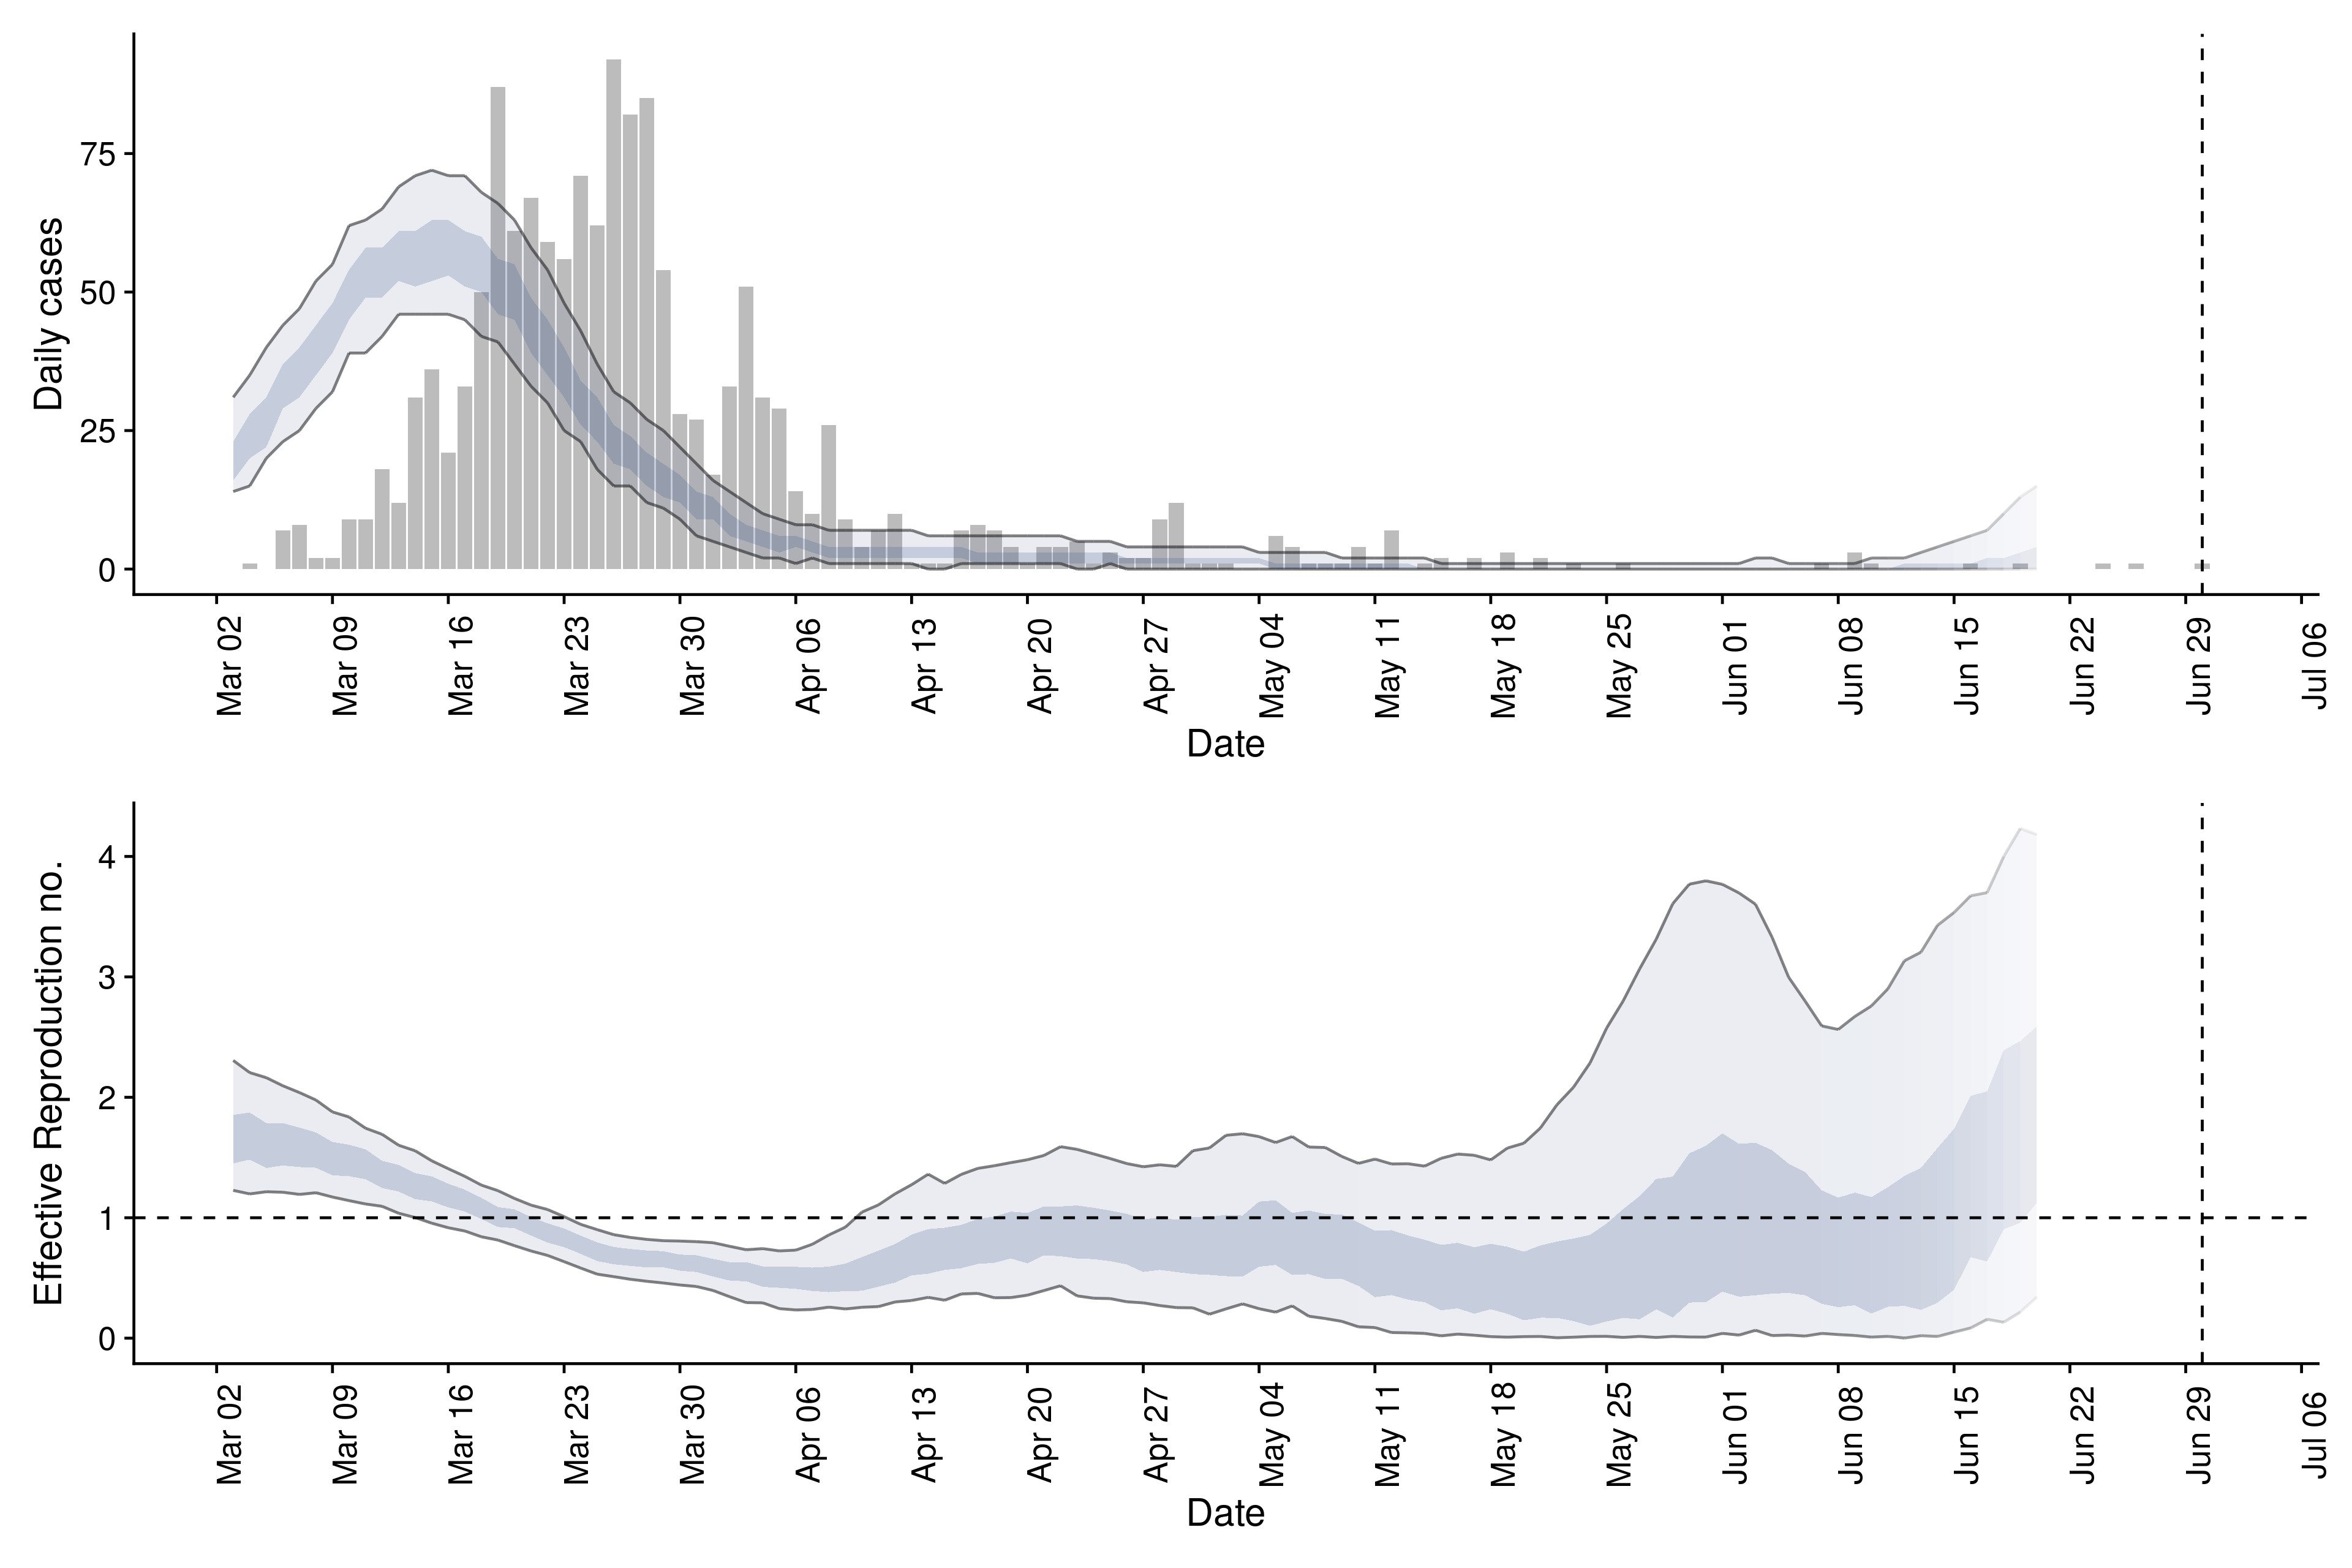 Daily cases
75
50
25
0
Mar 02
Mar 09
Mar 16
Mar 23
Mar 30
Apr 06
Apr 13
Apr 20
Apr 27
May 04
May 11
May 18
May 25
Jun 01
Jun 08
Jun 15
Jun 22
Jun 29
Jul 06
Date
Effective Reproduction no.
4
3
2
1
0
Mar 02
Mar 09
Mar 16
Mar 23
Mar 30
Apr 06
Apr 13
Apr 20
Apr 27
May 04
May 11
May 18
May 25
Jun 01
Jun 08
Jun 15
Jun 22
Jun 29
Jul 06
Date